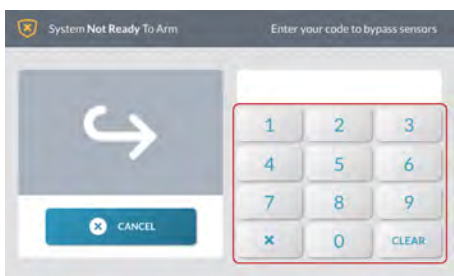 System Not Ready To Arm
Enter your code to bypass sensors
1 2 3
4 5 6
CANCEL
7 8 9
× 0 CLEAR